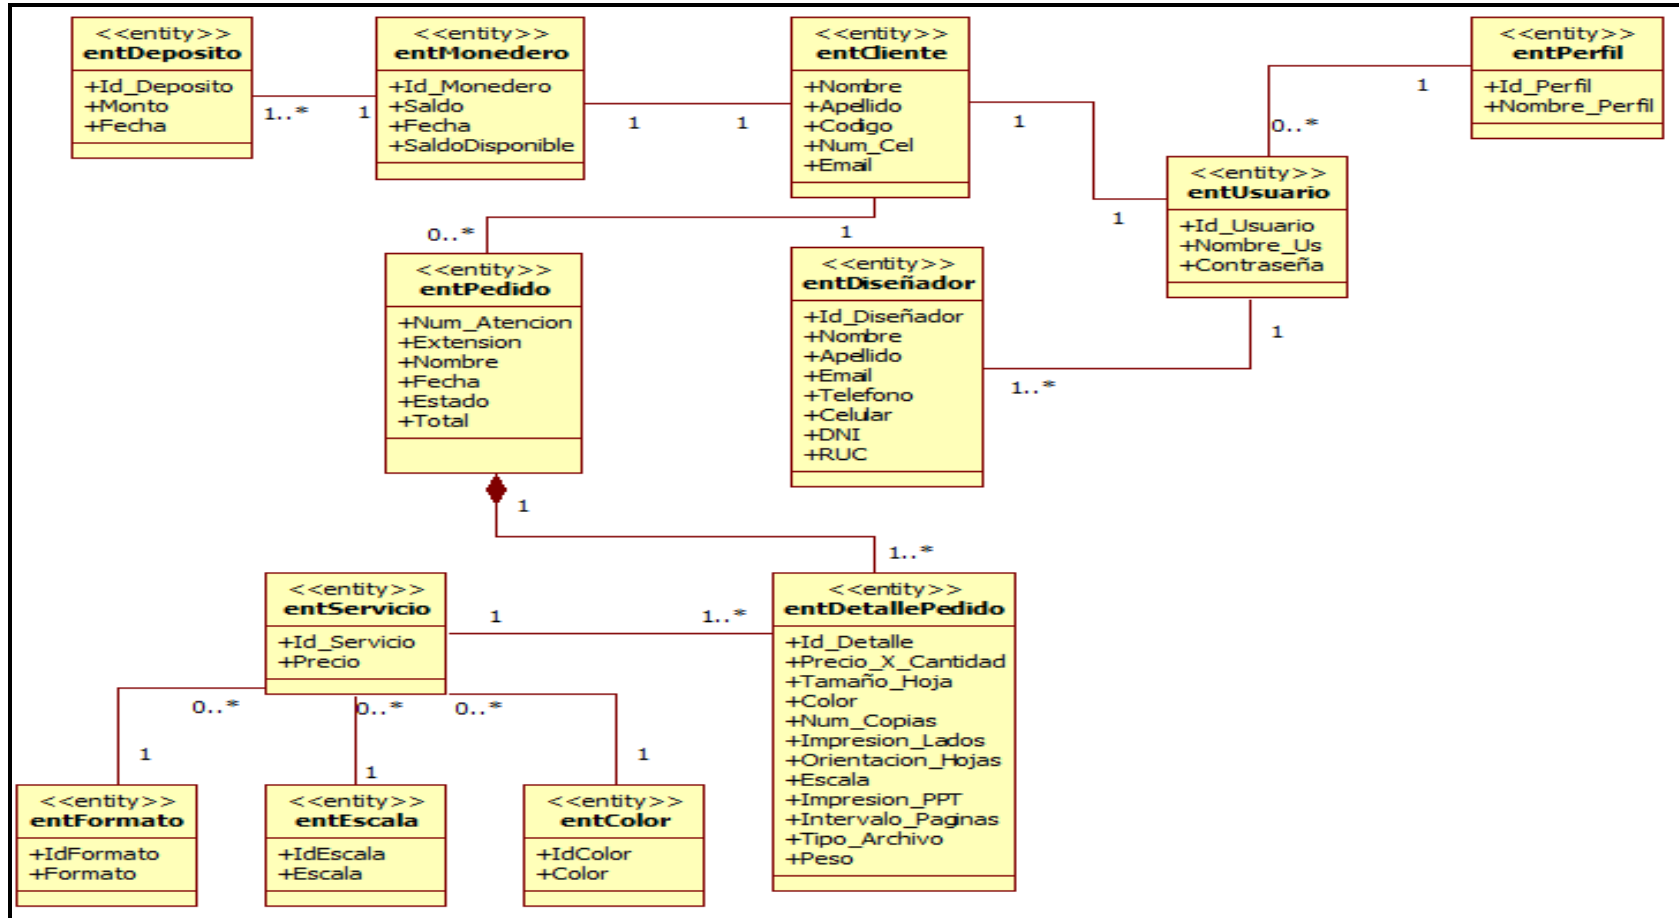 <<entity>>
entDeposito
+Id_Deposito
+Monto
+Fecha
1..*
1
<<entity>>
entMonedero
+Id_Monedero
+Saldo
+Fecha
+SaldoDisponible
1
1
<<entity>>
entCliente
+Nombre
+Apellido
+Codigo
+Num_Cel
+Email
1
1
<<entity>>
entPerfil
+Id_Perfil
+Nombre_Perfil
1
0..*
<<entity>>
entUsuario
+Id_Usuario
+Nombre_Us
+Contraseña
1
1..*
0..*
1
<<entity>>
entPedido
+Num_Atencion
+Extension
+Nombre
+Fecha
+Estado
+Total
<<entity>>
entDiseñador
+Id_Diseñador
+Nombre
+Apellido
+Email
+Telefono
+Celular
+DNI
+RUC
1
1..*
<<entity>>
entServicio
+Id_Servicio
+Precio
1
1..*
<<entity>>
entDetallePedido
+Id_Detalle
+Precio_X_Cantidad
+Tamaño_Hoja
+Color
+Num_Copias
+Impresion_Lados
+Orientacion_Hojas
+Escala
+Impresion_PPT
+Intervalo_Paginas
+Tipo_Archivo
+Peso
0..*
0..*
0..*
1
1
1
<<entity>>
entFormato
+IdFormato
+Formato
<<entity>>
entEscala
+IdEscala
+Escala
<<entity>>
entColor
+IdColor
+Color